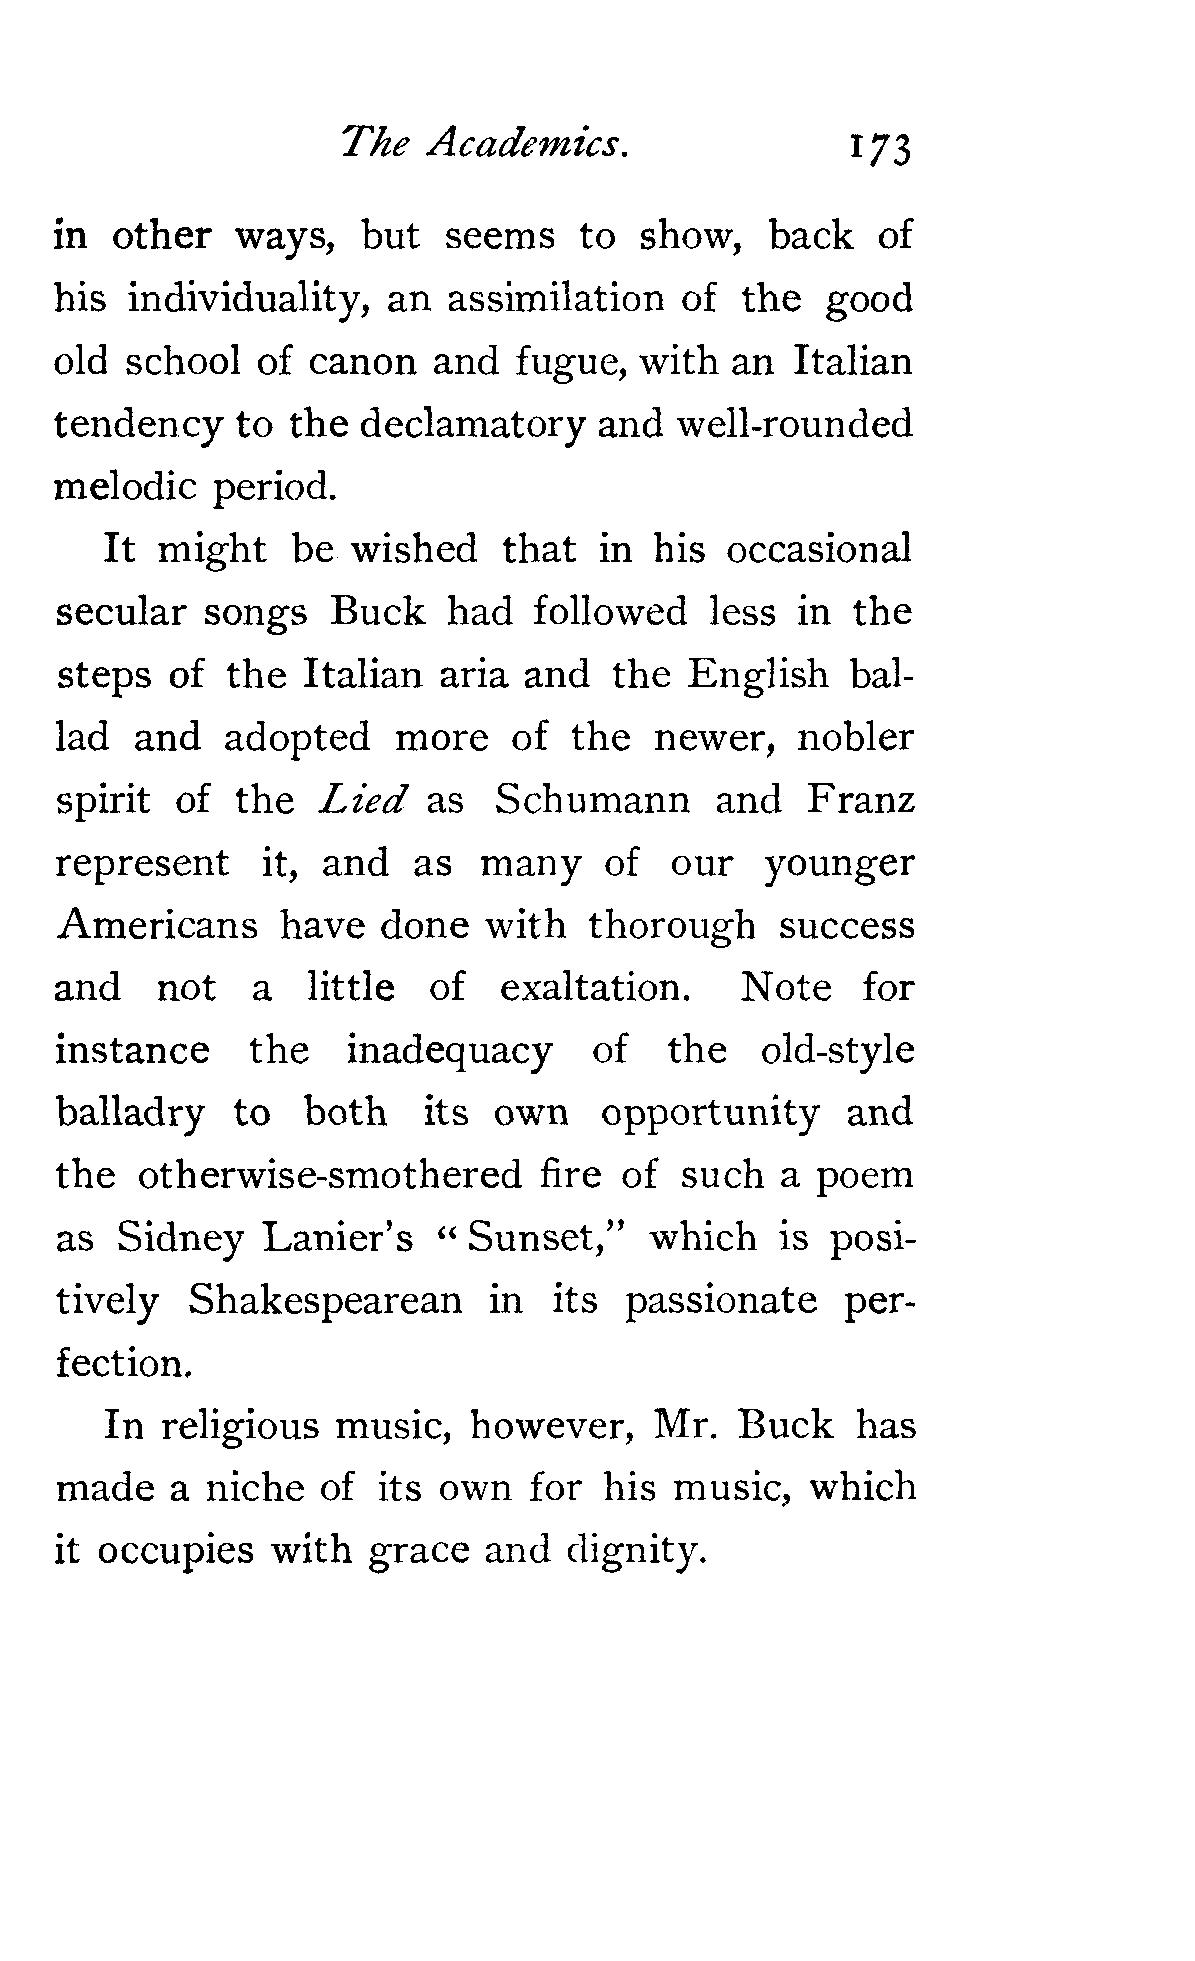 The Academics. 173
in other ways, but seems to show, back of
his individuality, an assimilation of the good
old school of canon and fugue, with an Italian
tendency to the declamatory and well-rounded
melodic period.
It might be wished that in his occasional
secular songs Buck had followed less in the
steps of the Italian aria and the English bal-
lad and adopted more of the newer, nobler
spirit of the Lied as Schumann and Franz
represent it, and as many of our younger
Americans have done with thorough success
and not a little of exaltation. Note for
instance the inadequacy of the old-style
balladry to both its own opportunity and
the otherwise-smothered fire of such a poem
as Sidney Lanier's “Sunset,” which is posi-
tively Shakespearean in its passionate per-
fection.
In religious music, however, Mr. Buck has
made a niche of its own for his music, which
it occupies with grace and dignity.